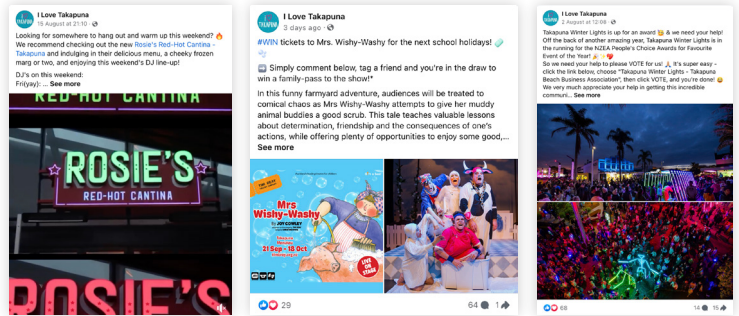 I Love Takapuna
15 August at 21:10
Looking for somewhere to hang out and warm up this weekend? 🔥
We recommend checking out the new Rosie's Red-Hot Cantina -
Takapuna and indulging in their delicious menu, a cheeky frozen
marg or two, and enjoying this weekend's DJ line-up!
DJ's on this weekend:
Fri(yay): ... See more
RED-HOT CANTINA
ROSIE'S
RED-HOT CANTINA
ROSIE'S
I Love Takapuna
3 days ago
#WIN tickets to Mrs. Wishy-Washy for the next school holidays! 🧼
🫧
➡️ Simply comment below, tag a friend and you're in the draw to
win a family-pass to the show!*
In this funny farmyard adventure, audiences will be treated to
comical chaos as Mrs Wishy-Washy attempts to give her muddy
animal buddies a good scrub. This tale teaches valuable lessons
about determination, friendship and the consequences of one's
actions, while offering plenty of opportunities to enjoy some good,...
See more
Mrs
Wishy-Washy
BY JOY COWLEY
21 Sep - 18 Oct
LIVE
ON
STAGE
29
64
1
I Love Takapuna
2 August at 12:08
Takapuna Winter Lights is up for an award 🥳 & we need your help!
Off the back of another amazing year, Takapuna Winter Lights is in
the running for the NZEA People's Choice Awards for Favourite
Event of the Year! 🎉✨💖
So we need your help to please VOTE for us! 🙏 It's super easy -
click the link below, choose "Takapuna Winter Lights - Takapuna
Beach Business Association", then click VOTE, and you're done! 😄
We very much appreciate your help in getting this incredible
communi... See more
66
14
15